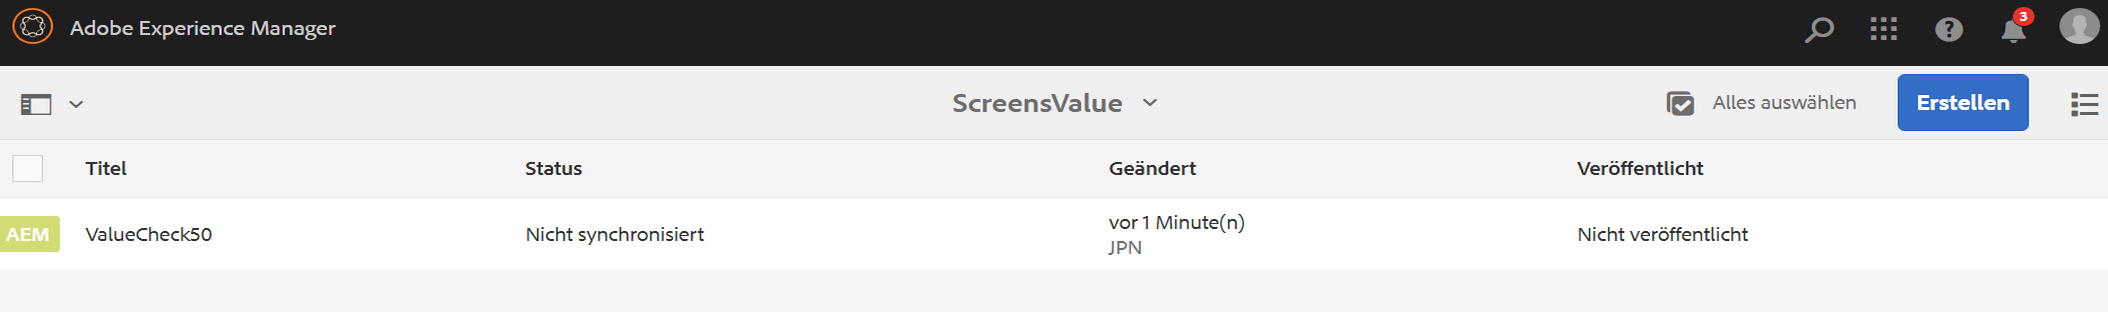 Adobe Experience Manager
3
ScreensValue
Alles auswählen
Erstellen
Titel Status Geändert Veröffentlicht
AEM ValueCheck50 Nicht synchronisiert vor 1 Minute(n) Nicht veröffentlicht
JPN